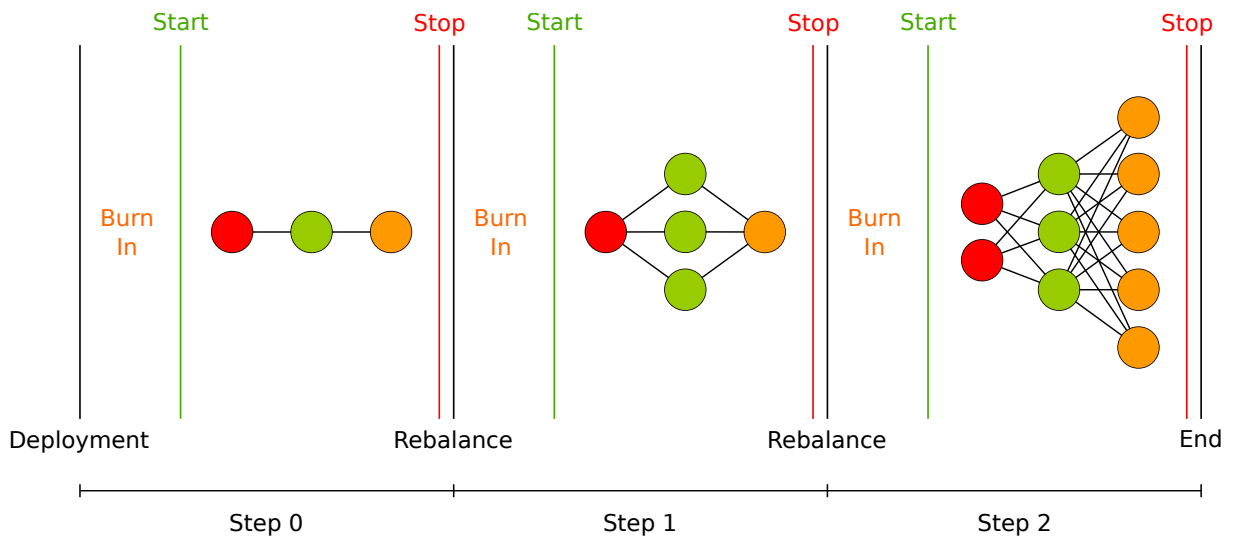 Start
Stop
Start
Stop
Start
Stop
Burn
In
Burn
In
Burn
In
Deployment
Rebalance
Rebalance
End
Step 0
Step 1
Step 2